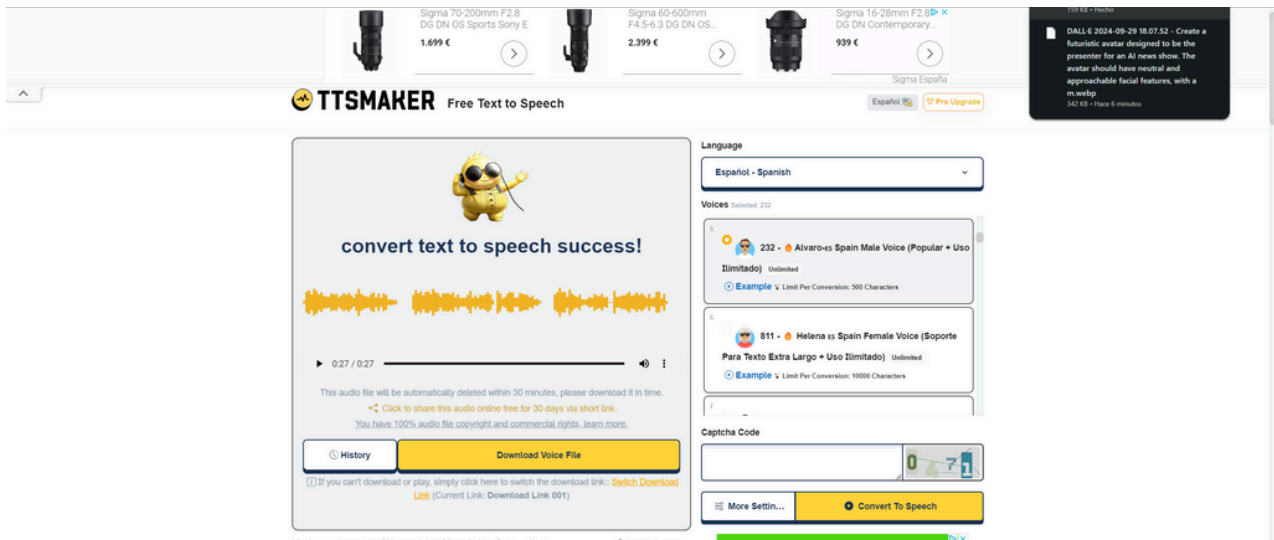 Sigma 70-200mm F2.8
DG DN OS Sports Sony E
1.699 €
Sigma 60-600mm
F4.5-6.3 DG DN OS...
2.399 €
Sigma 16-28mm F2.8
DG DN Contemporary...
939 €
Sigma España
159 KB • Hecho
DALL·E 2024-09-29 18.07.52 - Create a
futuristic avatar designed to be the
presenter for an AI news show. The
avatar should have neutral and
approachable facial features, with a
m.webp
342 KB • Hace 6 minutos
TTSMAKER Free Text to Speech
Español
Pro Upgrade
convert text to speech success!
0:27 / 0:27
This audio file will be automatically deleted within 30 minutes, please download it in time.
Click to share this audio online free for 30 days via short link.
You have 100% audio file copyright and commercial rights, learn more.
History
Download Voice File
If you can't download or play, simply click here to switch the download link:: Switch Download
Link (Current Link: Download Link 001)
Language
Español - Spanish
Voices Selected: 232
5
232 - Alvaro-ES Spain Male Voice (Popular + Uso
Ilimitado) Unlimited
Example Limit Per Conversion: 500 Characters
6
811 - Helena ES Spain Female Voice (Soporte
Para Texto Extra Largo + Uso Ilimitado) Unlimited
Example Limit Per Conversion: 10000 Characters
7
Captcha Code
More Settin...
Convert To Speech